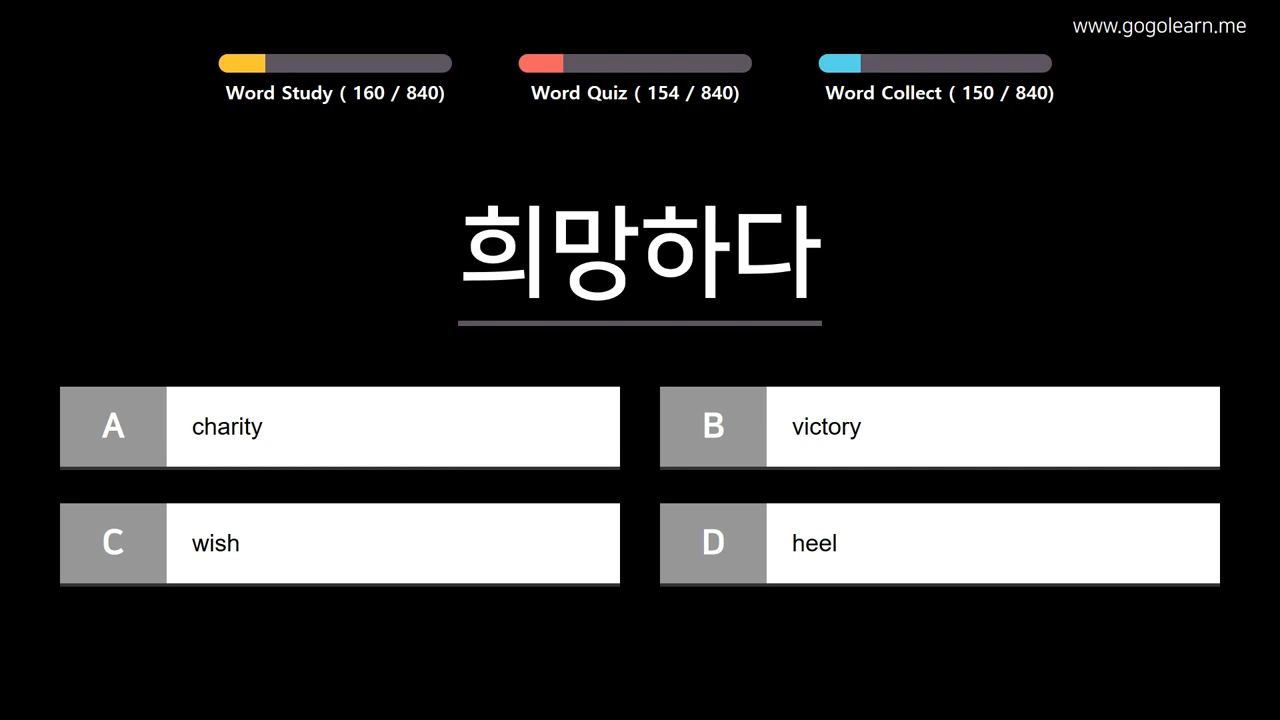 www.gogolearn.me
Word Study ( 160 / 840)
Word Quiz ( 154 / 840)
Word Collect ( 150 / 840)
희망하다
A charity
B victory
C wish
D heel